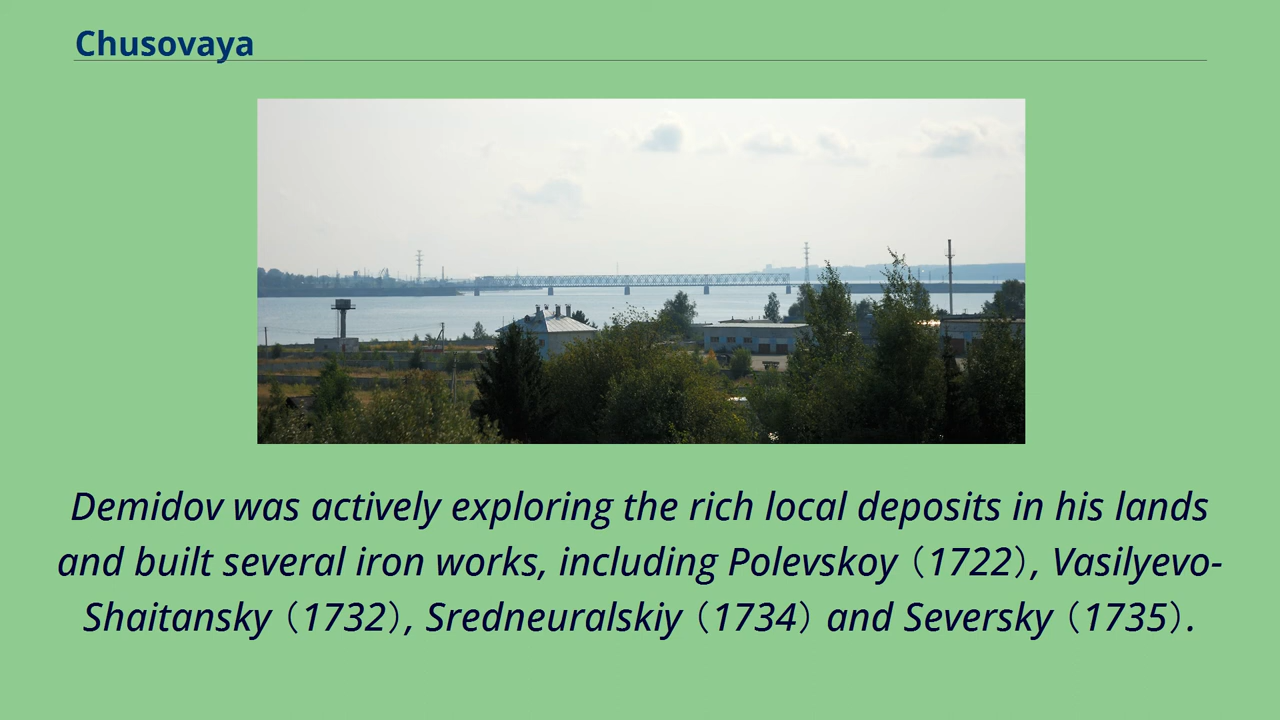 Chusovaya
Demidov was actively exploring the rich local deposits in his lands
and built several iron works, including Polevskoy（1722）, Vasilyevo-
Shaitansky（1732）, Sredneuralskiy（1734）and Seversky（1735）.